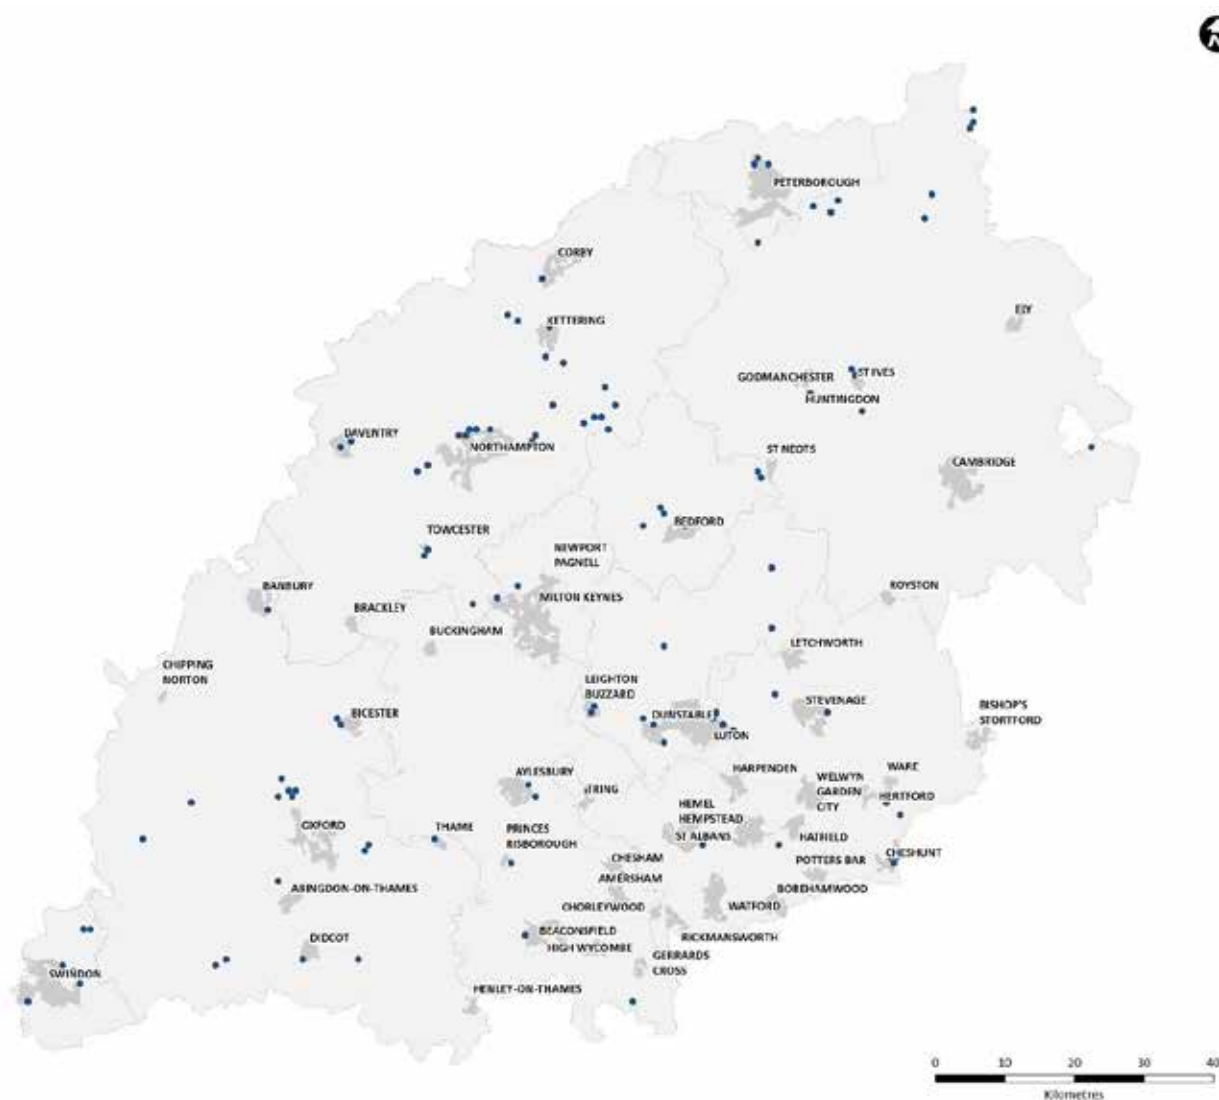 N
PETERBOROUGH
CORBY
KETTERING
ELY
GODMANCHESTER
ST IVES
HUNTINGDON
DAVENTRY
NORTHAMPTON
ST NEOTS
CAMBRIDGE
TOWCESTER
BEDFORD
NEWPORT
PAGNELL
BANBURY
MILTON KEYNES
ROYSTON
BRACKLEY
BUCKINGHAM
LETCHWORTH
CHIPPING
NORTON
LEIGHTON
BUZZARD
STEVENAGE
BISHOP'S
STORTFORD
BICESTER
DUNSTABLE
LUTON
AYLESBURY
TRING
HARPENDEN
WELWYN
GARDEN
CITY
WARE
HERTFORD
OXFORD
THAME
PRINCES
RISBOROUGH
HEMEL
HEMPSTEAD
ST ALBANS
HATFIELD
CHESHAM
POTTERS BAR
CHESHUNT
AMERSHAM
ABINGDON-ON-THAMES
BOREHAMWOOD
CHORLEYWOOD
WATFORD
DIDCOT
BEACONSFIELD
HIGH WYCOMBE
RICKMANSWORTH
GERRARDS
CROSS
SWINDON
HENLEY-ON-THAMES
0 10 20 30 40
Kilometres